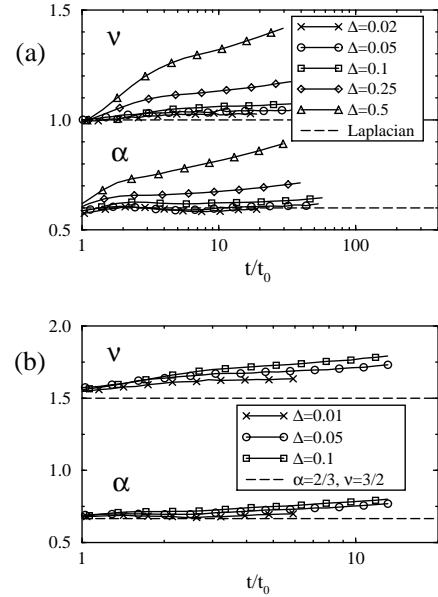 (a)
1.5
1.0
0.5
ν
α
1
10
100
t/t0
Δ=0.02
Δ=0.05
Δ=0.1
Δ=0.25
Δ=0.5
Laplacian
(b)
2.0
1.5
1.0
0.5
ν
α
1
10
t/t0
Δ=0.01
Δ=0.05
Δ=0.1
α=2/3, ν=3/2